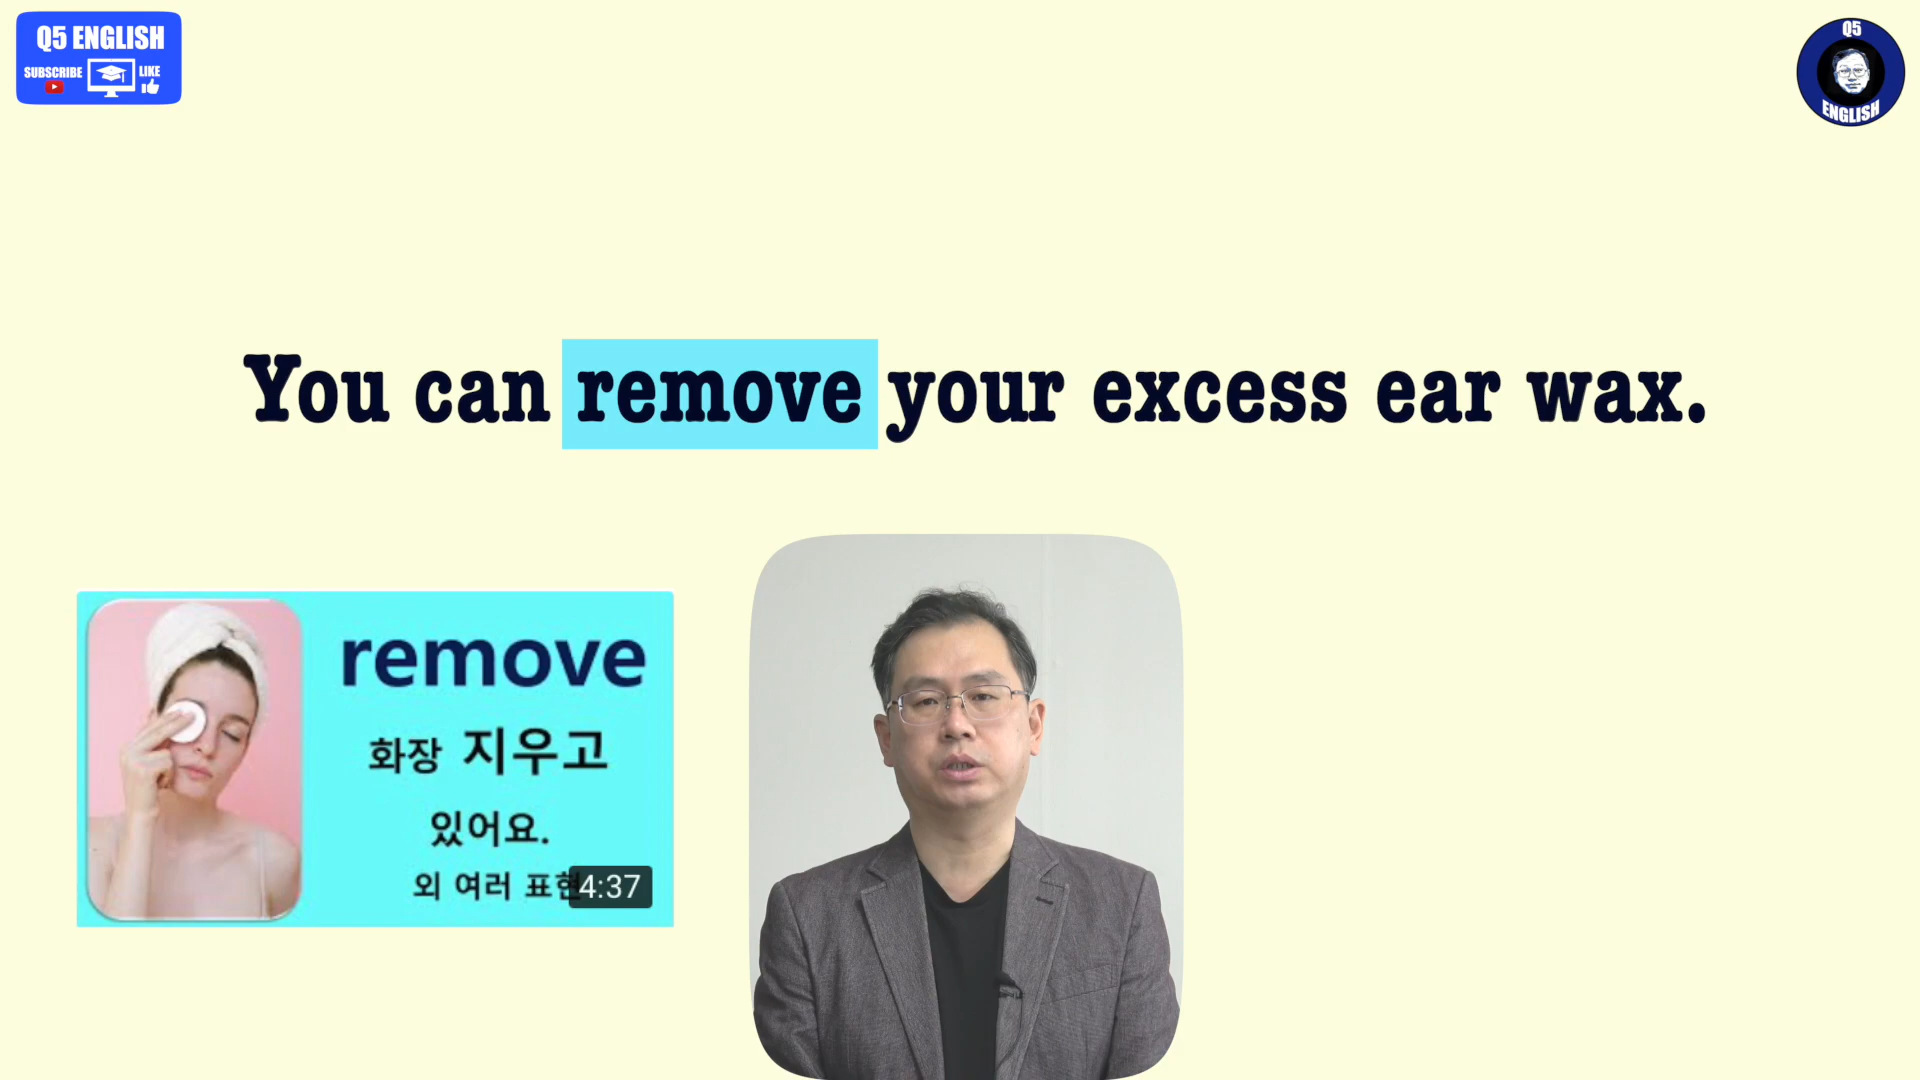 Q5 ENGLISH
SUBSCRIBE
LIKE
Q5
ENGLISH
You can remove your excess ear wax.
remove
화장 지우고
있어요.
외 여러 표현
4:37